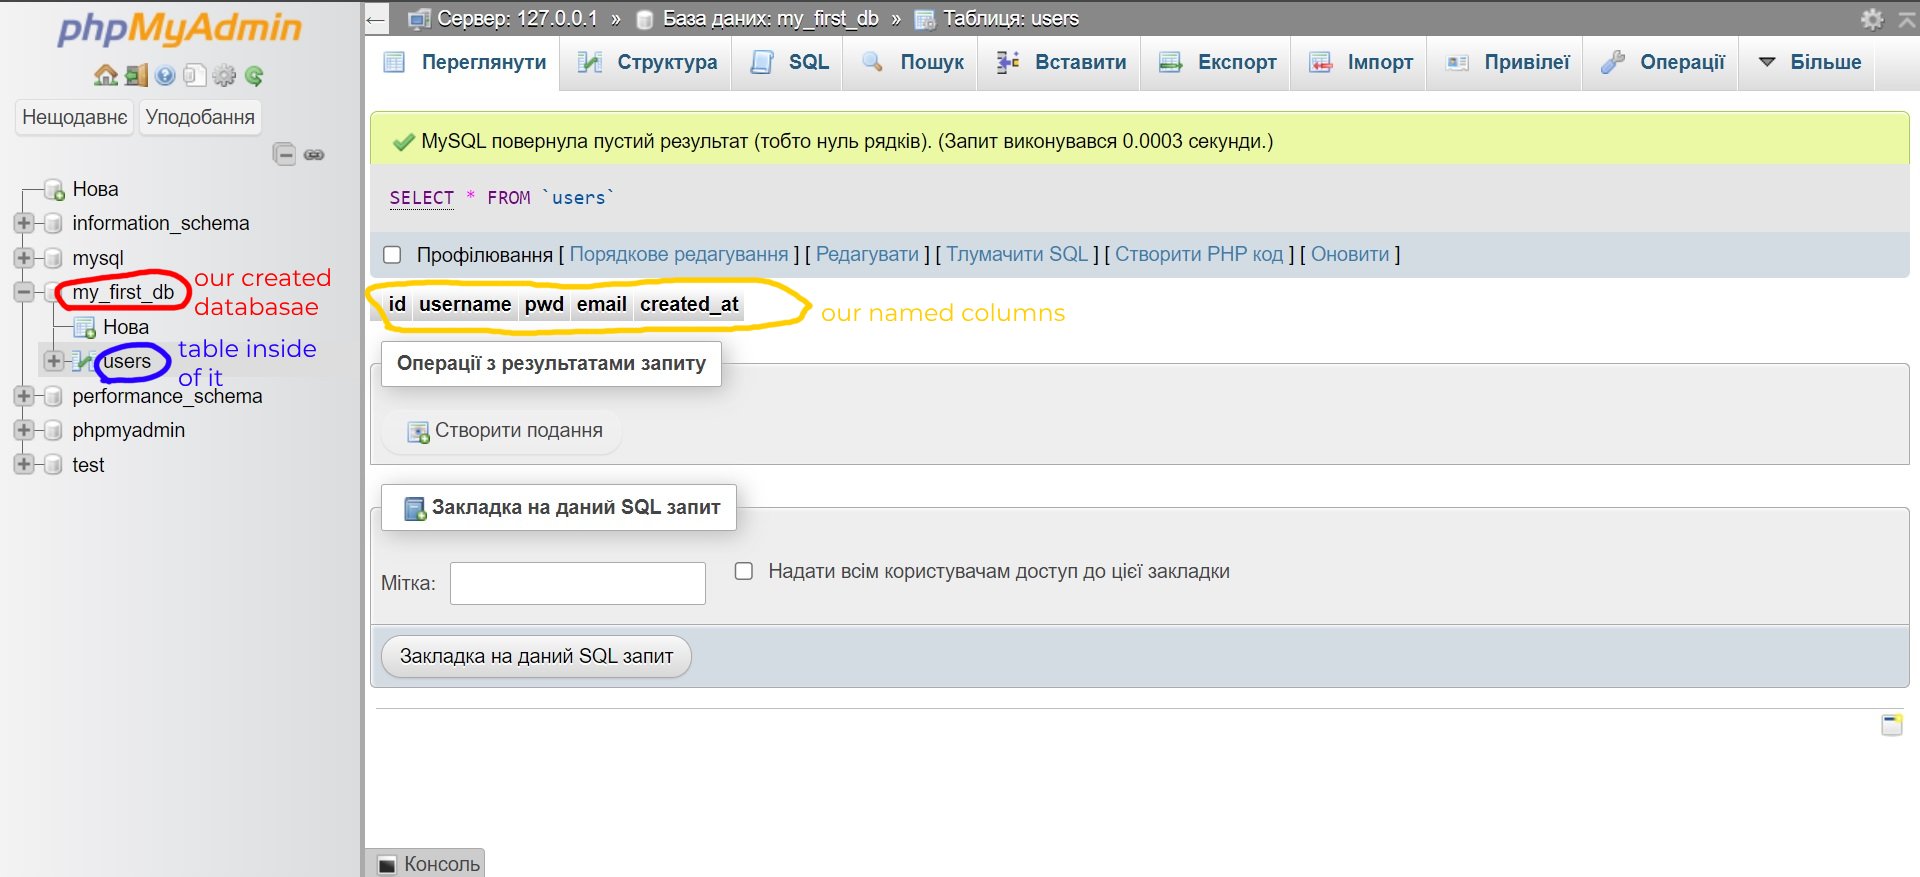 phpMyAdmin
Нещодавнє Уподобання
Нова
information_schema
mysql
my_first_db
our created
databasae
Нова
users
table inside
of it
performance_schema
phpmyadmin
test
Сервер: 127.0.0.1 » База даних: my_first_db » Таблиця: users
Переглянути Структура SQL Пошук Вставити Експорт Імпорт Привілеї Операції Більше
MySQL повернула пустий результат (тобто нуль рядків). (Запит виконувався 0.0003 секунди.)
SELECT * FROM `users`
Профілювання [ Порядкове редагування ] [ Редагувати ] [ Тлумачити SQL ] [ Створити PHP код ] [ Оновити ]
id username pwd email created_at
our named columns
Операції з результатами запиту
Створити подання
Закладка на даний SQL запит
Мітка:
Надати всім користувачам доступ до цієї закладки
Закладка на даний SQL запит
Консоль